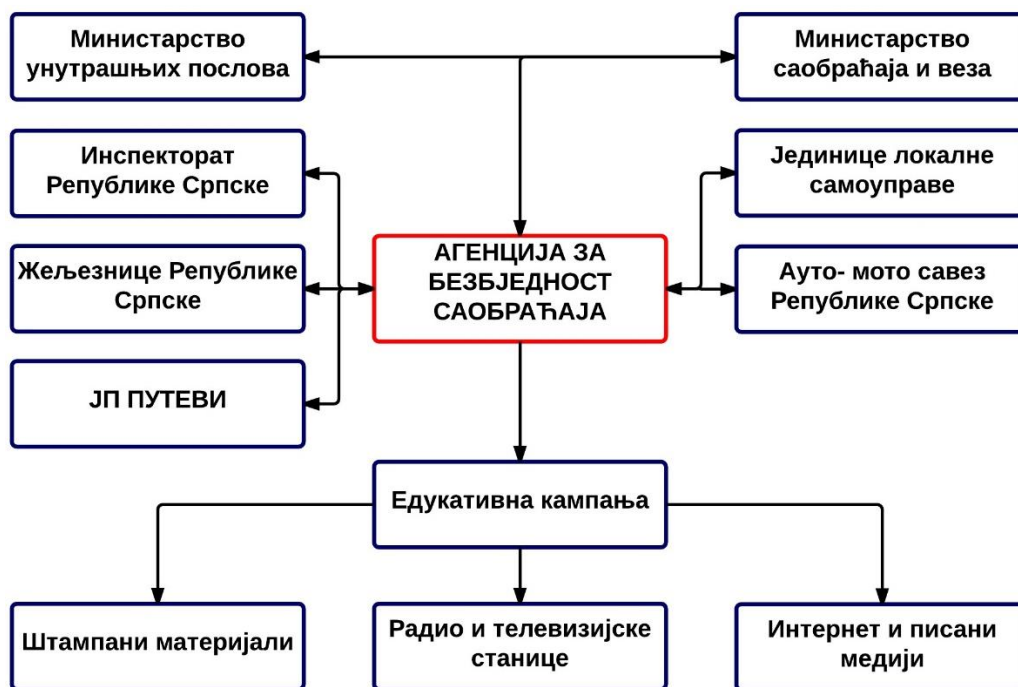 Министарство
унутрашњих послова
Министарство
саобраћаја и веза
Инспекторат
Републике Српске
Јединице локалне
самоуправе
Жељезнице Републике
Српске
АГЕНЦИЈА ЗА
БЕЗБЈЕДНОСТ
САОБРАЋАЈА
Ауто- мото савез
Републике Српске
ЈП ПУТЕВИ
Едукативна кампања
Штампани материјали
Радио и телевизијске
станице
Интернет и писани
медији